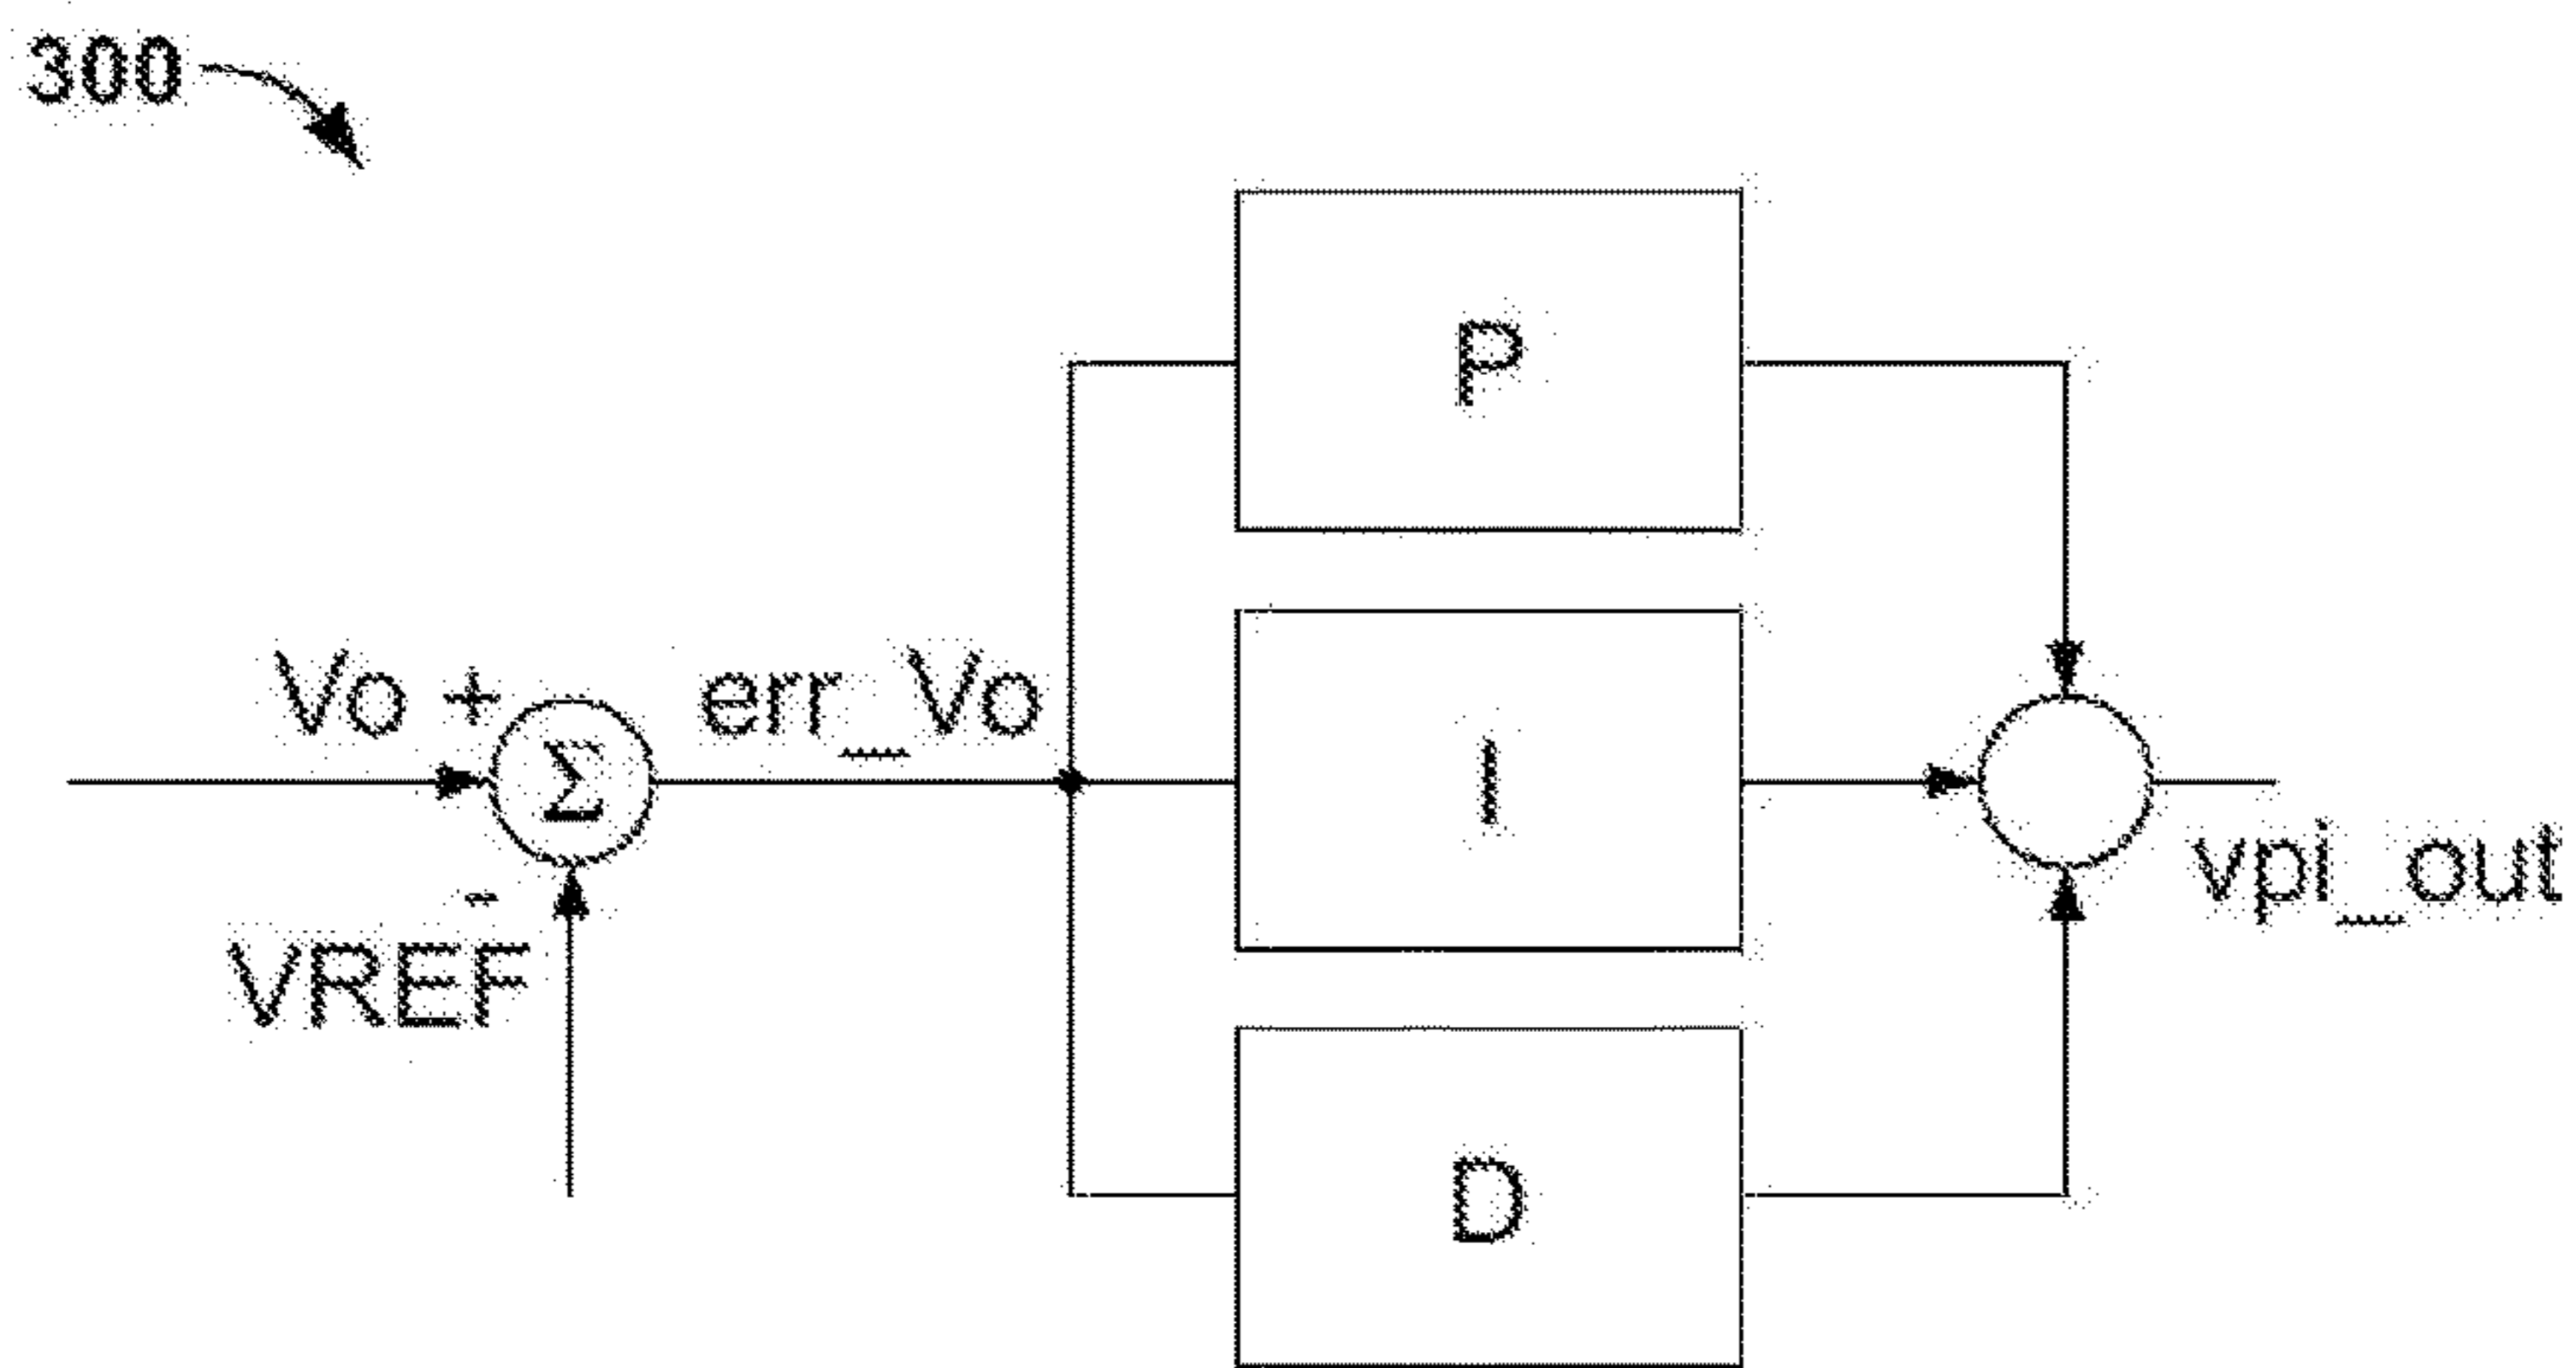 300
P
Vo +
Σ
err_Vo
I
-
VREF
vpi_out
D